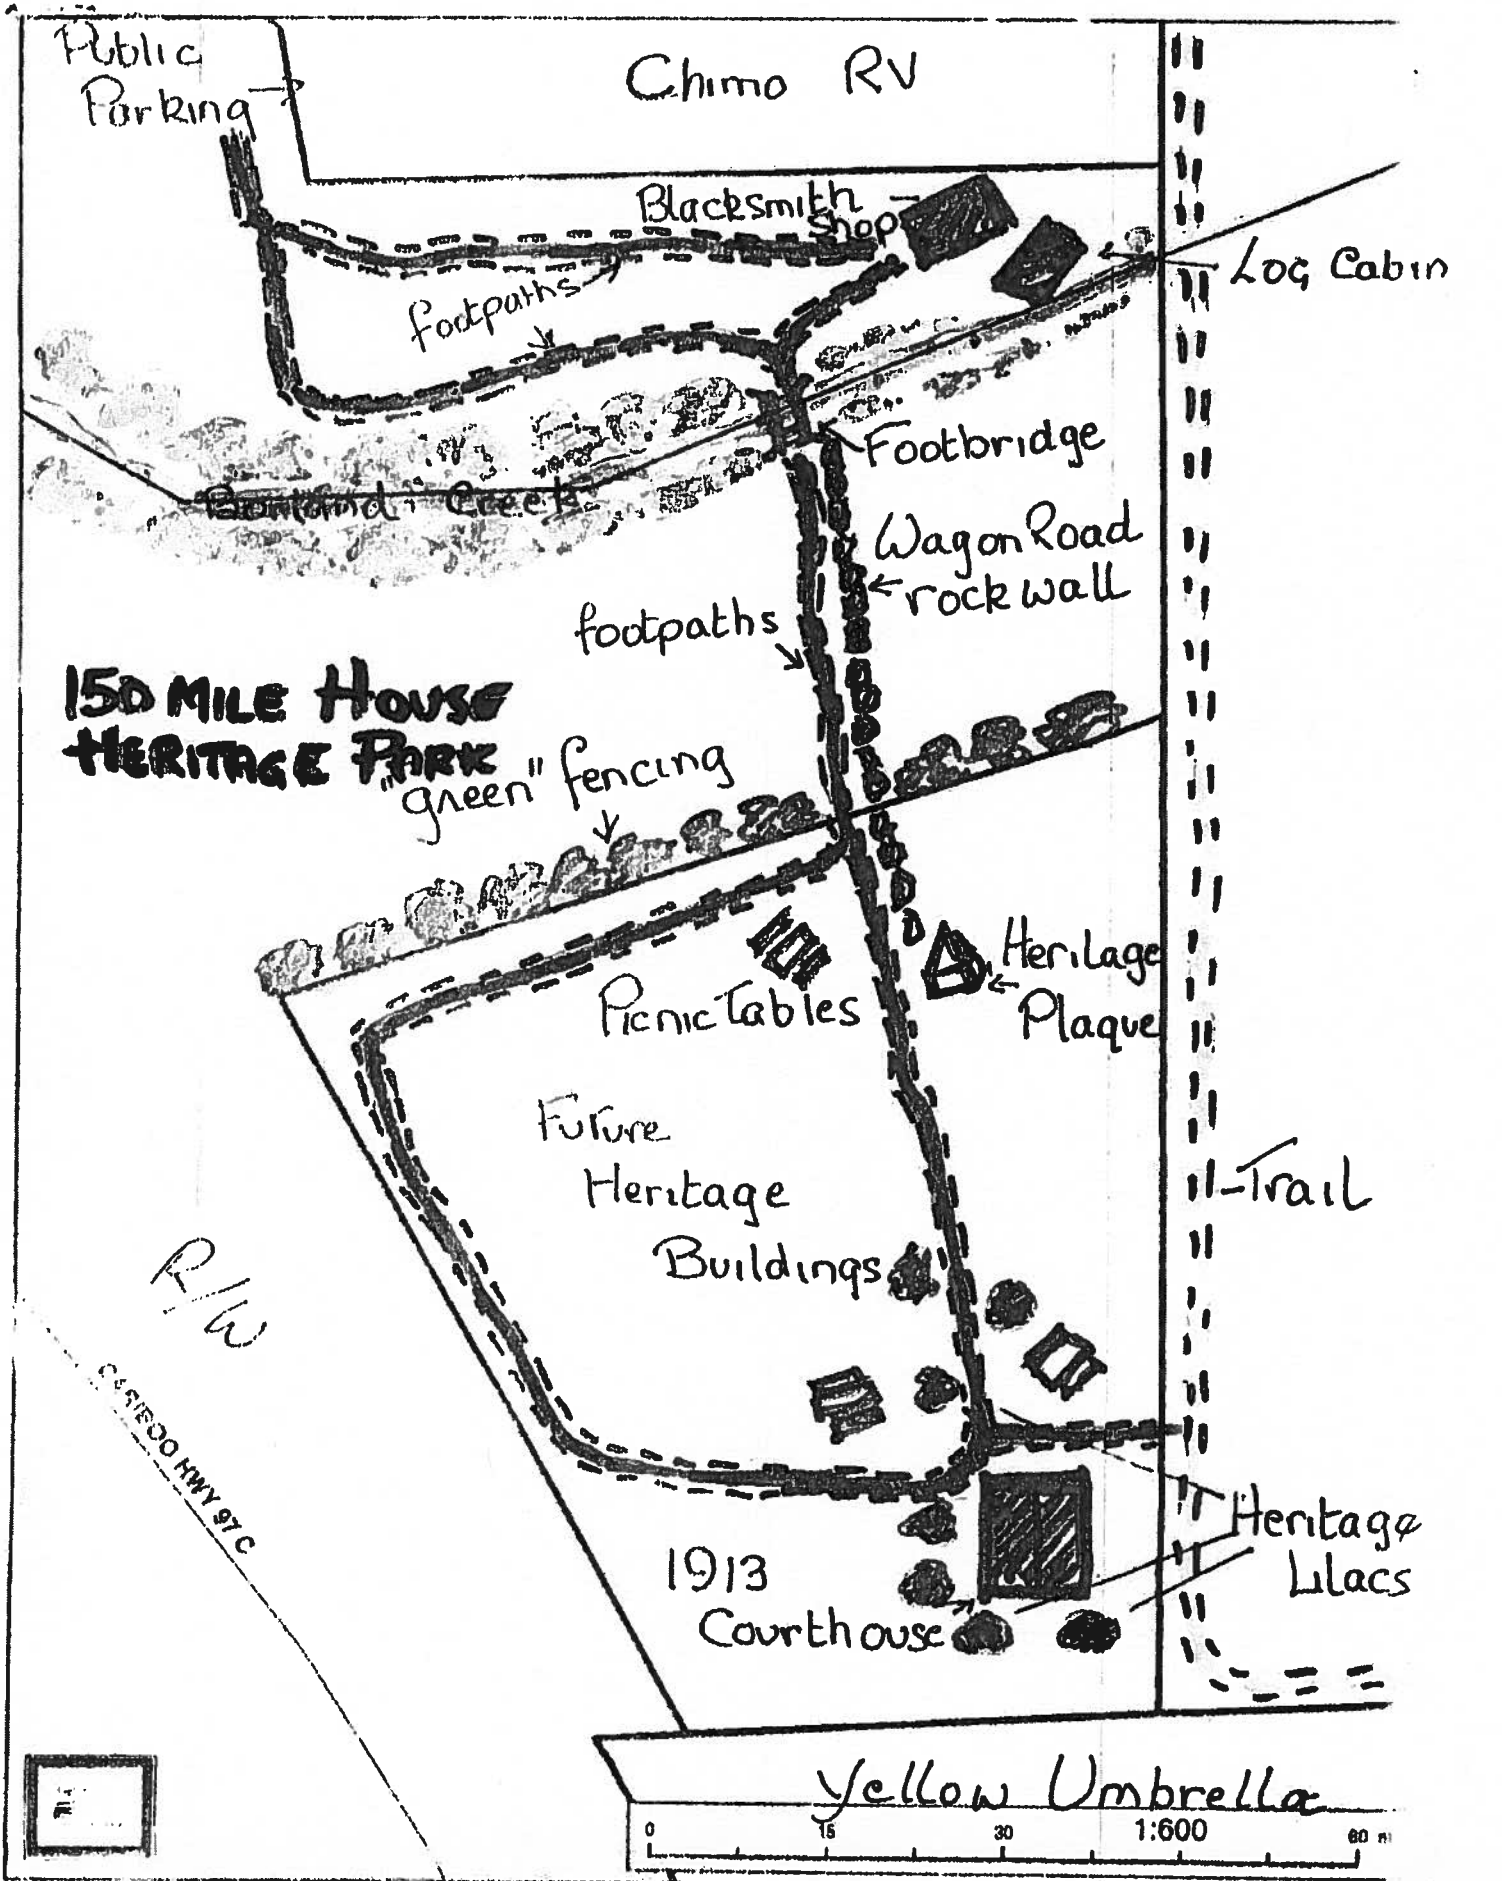 Public
Parking
Chimo RV
Blacksmith
Shop
Log Cabin
footpaths
Footbridge
Creek
Wagon Road
rock wall
footpaths
150 MILE HOUSE
HERITAGE PARK
"green" fencing
Heritage
Plaque
Picnic Tables
Future
Heritage
Buildings
Trail
R/W
CARIBOO HWY 97 C
Heritage
Lilacs
1913
Courthouse
Yellow Umbrella
0 15 30 1:600 60 m